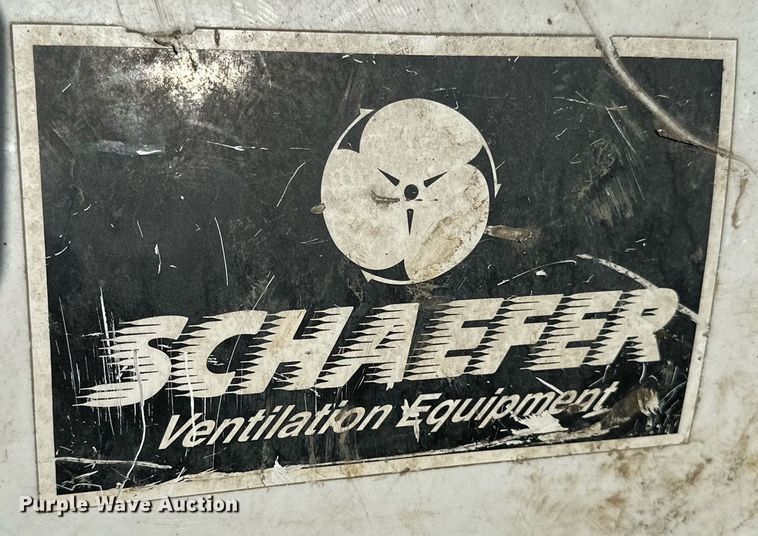 SCHAEFER
Ventilation Equipment
Purple Wave Auction